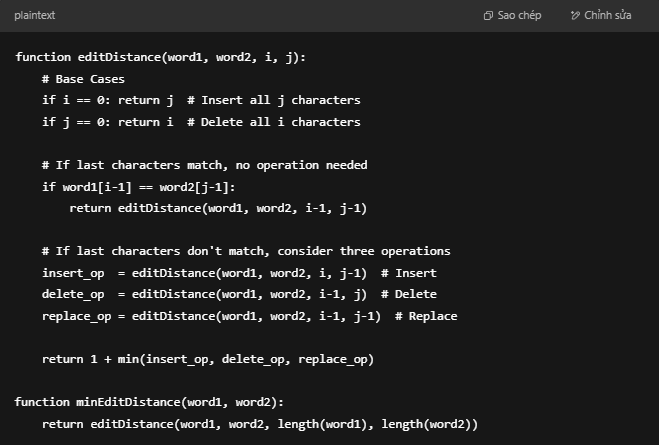 plaintext
Sao chép
Chỉnh sửa
function editDistance(word1, word2, i, j):
    # Base Cases
    if i == 0: return j  # Insert all j characters
    if j == 0: return i  # Delete all i characters

    # If last characters match, no operation needed
    if word1[i-1] == word2[j-1]:
        return editDistance(word1, word2, i-1, j-1)

    # If last characters don't match, consider three operations
    insert_op  = editDistance(word1, word2, i, j-1)  # Insert
    delete_op  = editDistance(word1, word2, i-1, j)  # Delete
    replace_op = editDistance(word1, word2, i-1, j-1)  # Replace

    return 1 + min(insert_op, delete_op, replace_op)

function minEditDistance(word1, word2):
    return editDistance(word1, word2, length(word1), length(word2))